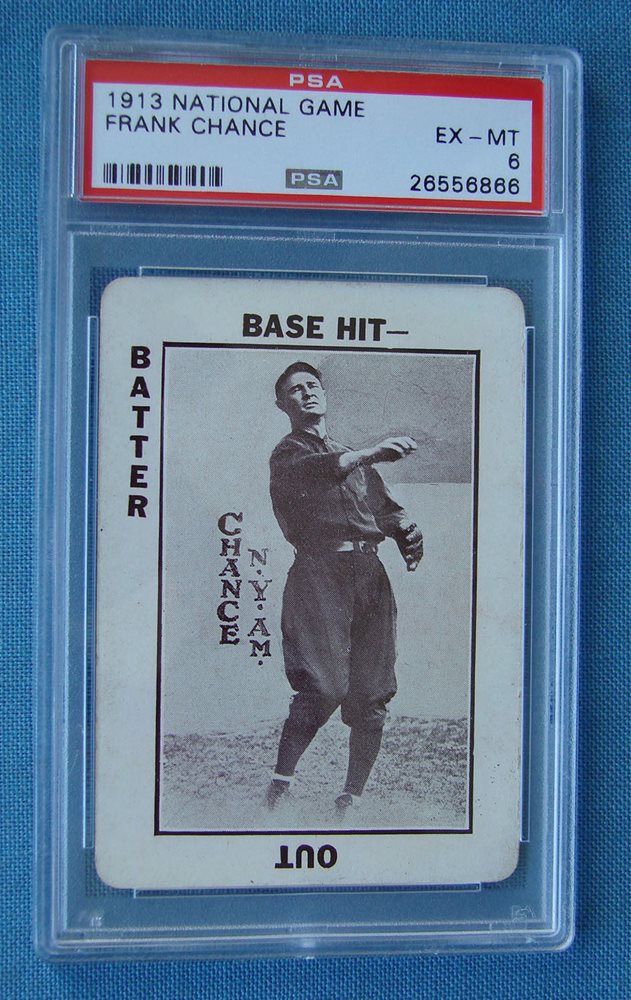 PSA
1913 NATIONAL GAME
FRANK CHANCE
EX-MT
6
PSA
26556866
BASE HIT—
BATTER
CHANCE
N.Y.AM.
OUT